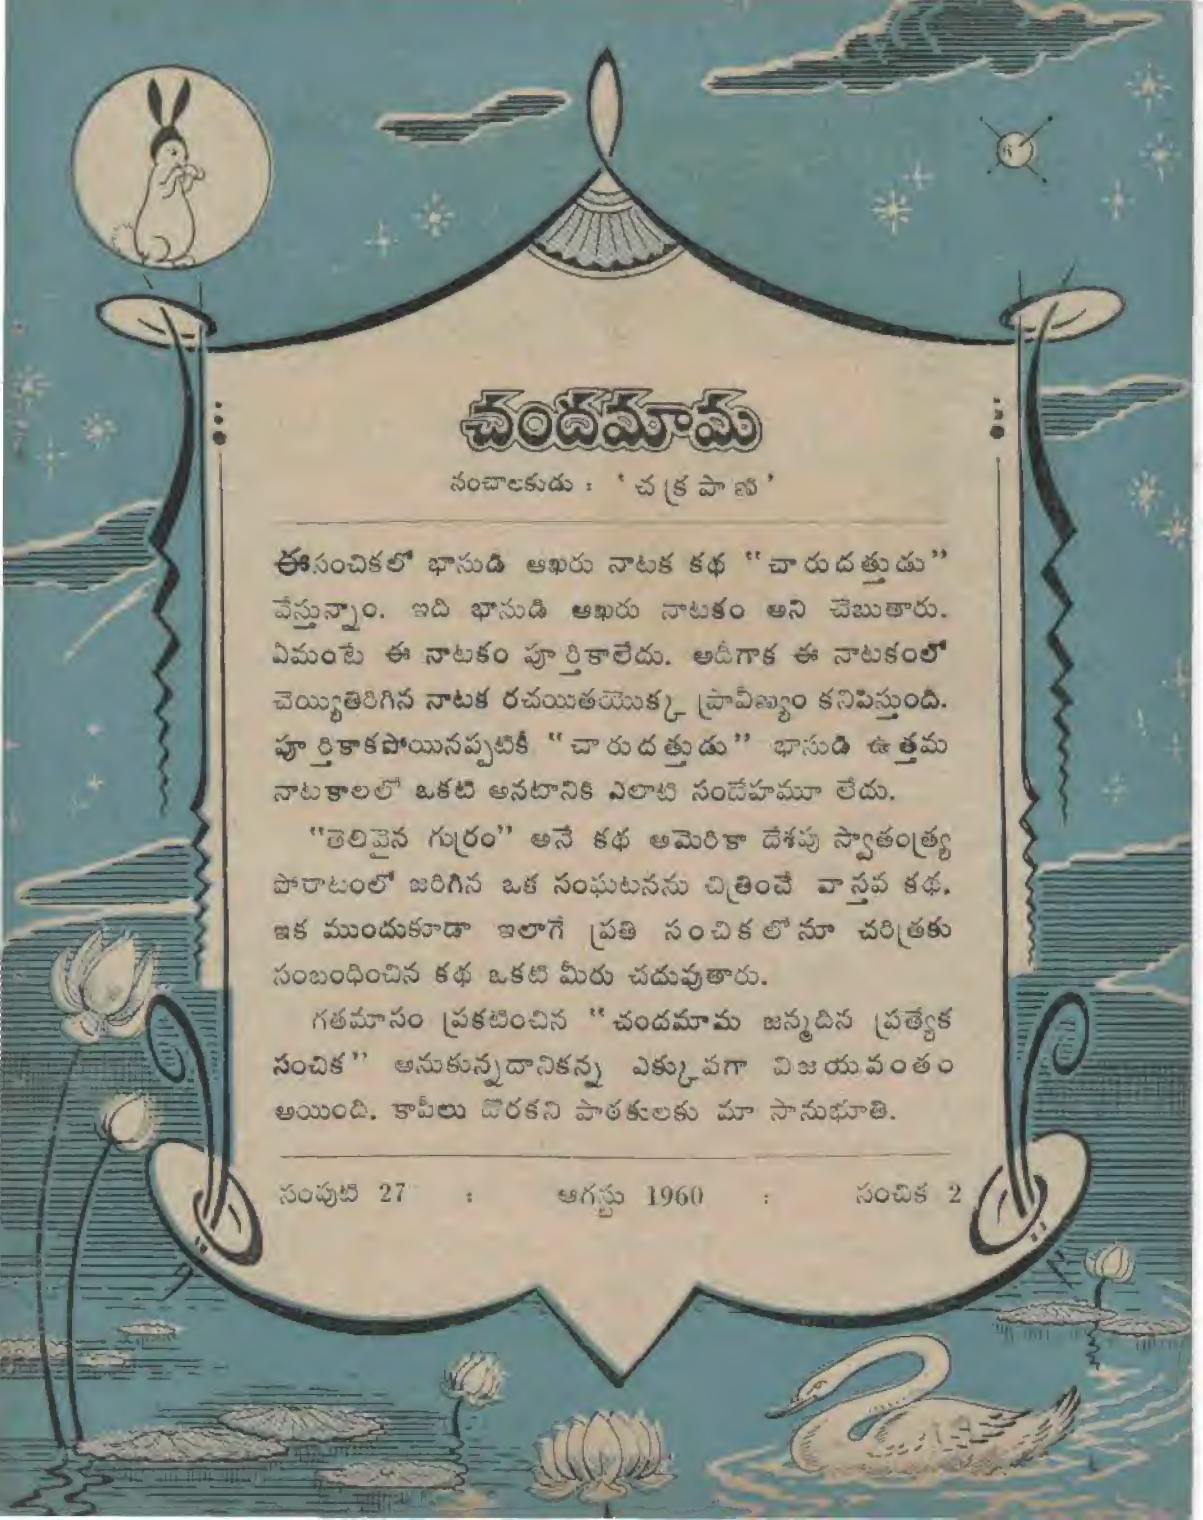 చందమామ
సంచాలకుడు : ‘చక్రపాణి’
ఈ సంచికలో భాసుడి ఆఖరు నాటక కథ “చారుదత్తుడు”
వేస్తున్నాం. ఇది భాసుడి ఆఖరు నాటకం అని చెబుతారు.
ఏమంటే ఈ నాటకం పూర్తికాలేదు. అదీగాక ఈ నాటకంలో
చెయ్యితిరిగిన నాటక రచయితయొక్క ప్రావీణ్యం కనిపిస్తుంది.
పూర్తికాకపోయినప్పటికీ “చారుదత్తుడు” భాసుడి ఉత్తమ
నాటకాలలో ఒకటి అనటానికి ఎలాటి సందేహమూ లేదు.
“తెలివైన గుర్రం” అనే కథ అమెరికా దేశపు స్వాతంత్ర్య
పోరాటంలో జరిగిన ఒక సంఘటనను చిత్రించే వాస్తవ కథ.
ఇక ముందుకూడా ఇలాగే ప్రతి సంచికలోనూ చరిత్రకు
సంబంధించిన కథ ఒకటి మీరు చదువుతారు.
గతమాసం ప్రకటించిన “చందమామ జన్మదిన ప్రత్యేక
సంచిక” అనుకున్నదానికన్న ఎక్కువగా విజయవంతం
అయింది. కాపీలు దొరకని పాఠకులకు మా సానుభూతి.
సంపుటి 27 : ఆగస్టు 1960 : సంచిక 2